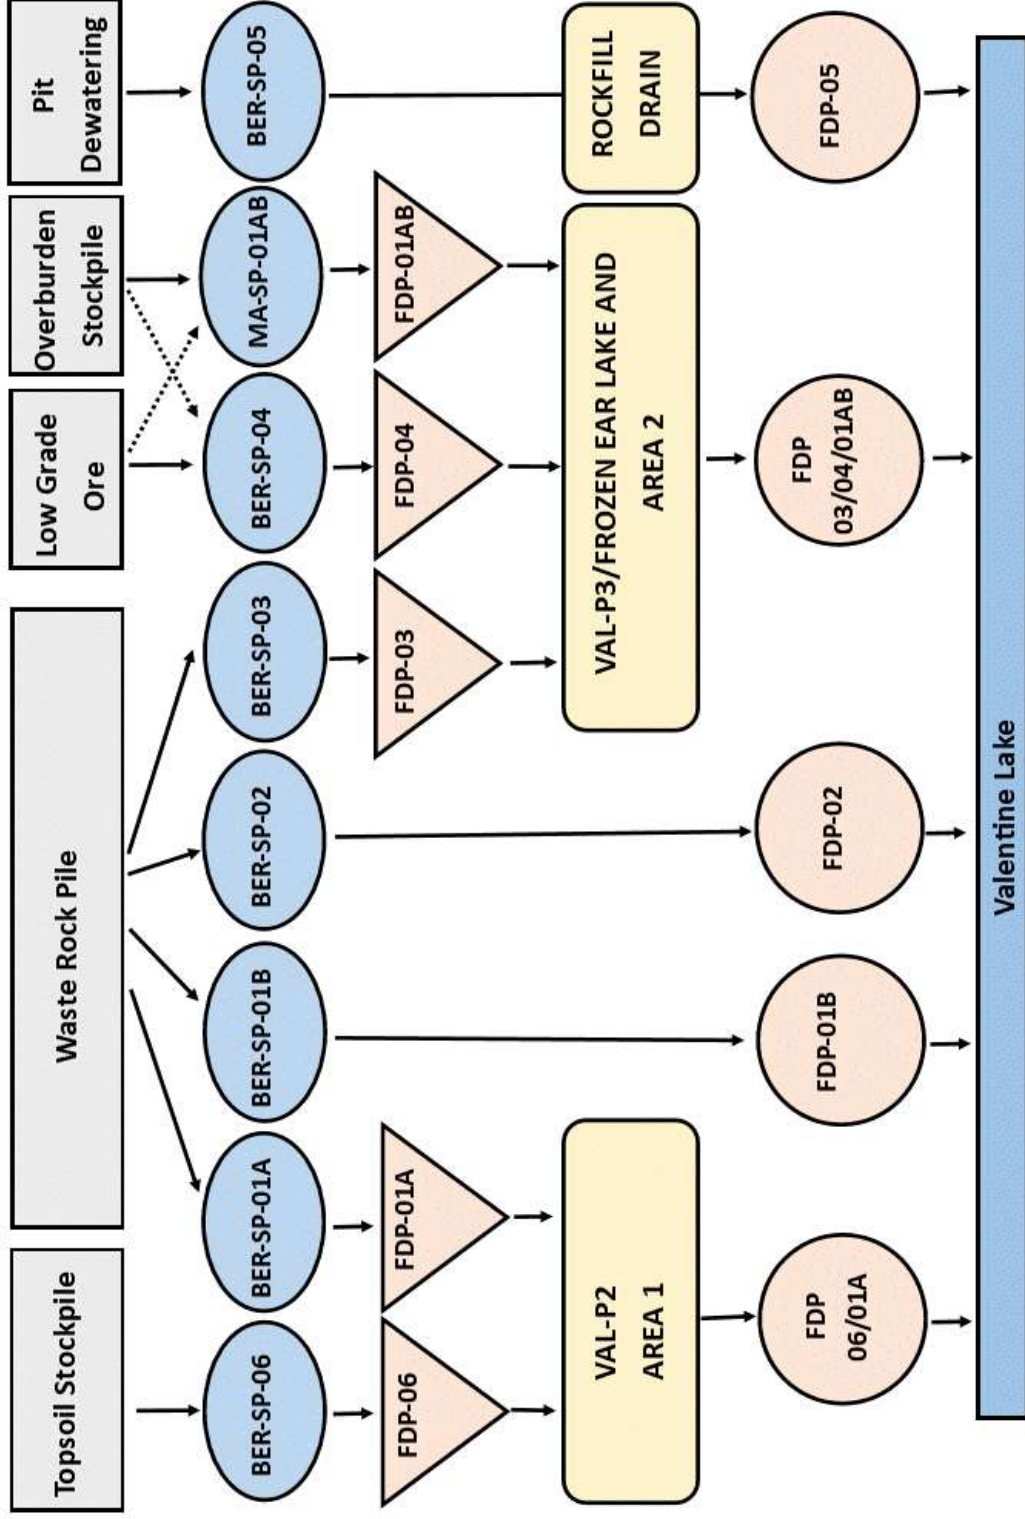 Topsoil Stockpile
Waste Rock Pile
Low Grade
Ore
Overburden
Stockpile
Pit
Dewatering
BER-SP-06
BER-SP-01A
BER-SP-01B
BER-SP-02
BER-SP-03
BER-SP-04
MA-SP-01AB
BER-SP-05
FDP-06
FDP-01A
FDP-03
FDP-04
FDP-01AB
VAL-P2
AREA 1
VAL-P3/FROZEN EAR LAKE AND
AREA 2
ROCKFILL
DRAIN
FDP
06/01A
FDP-01B
FDP-02
FDP
03/04/01AB
FDP-05
Valentine Lake